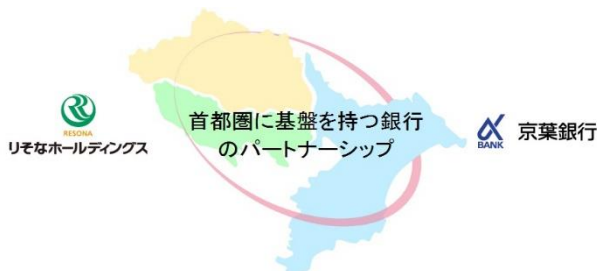 首都圏に基盤を持つ銀行
のパートナーシップ
RESONA
りそなホールディングス
α
BANK
京葉銀行